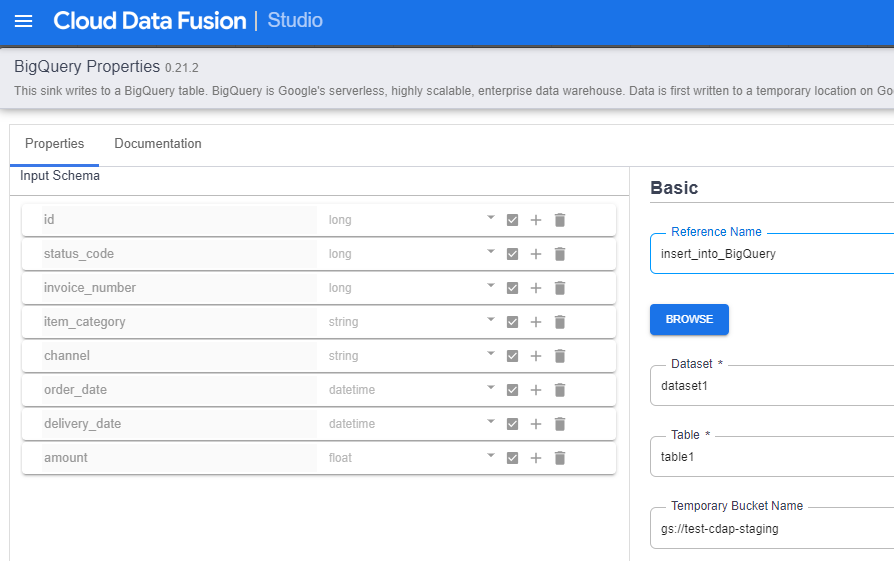 Cloud Data Fusion | Studio
BigQuery Properties 0.21.2
This sink writes to a BigQuery table. BigQuery is Google's serverless, highly scalable, enterprise data warehouse. Data is first written to a temporary location on Go
Properties Documentation
Input Schema
id long
status_code long
invoice_number long
item_category string
channel string
order_date datetime
delivery_date datetime
amount float
Basic
Reference Name
insert_into_BigQuery
BROWSE
Dataset *
dataset1
Table *
table1
Temporary Bucket Name
gs://test-cdap-staging